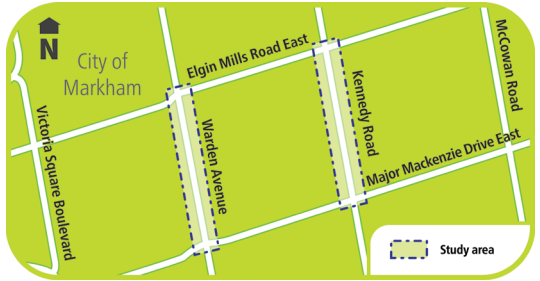 N
City of
Markham
Elgin Mills Road East
McCowan Road
Victoria Square Boulevard
Warden Avenue
Kennedy Road
Major Mackenzie Drive East
Study area